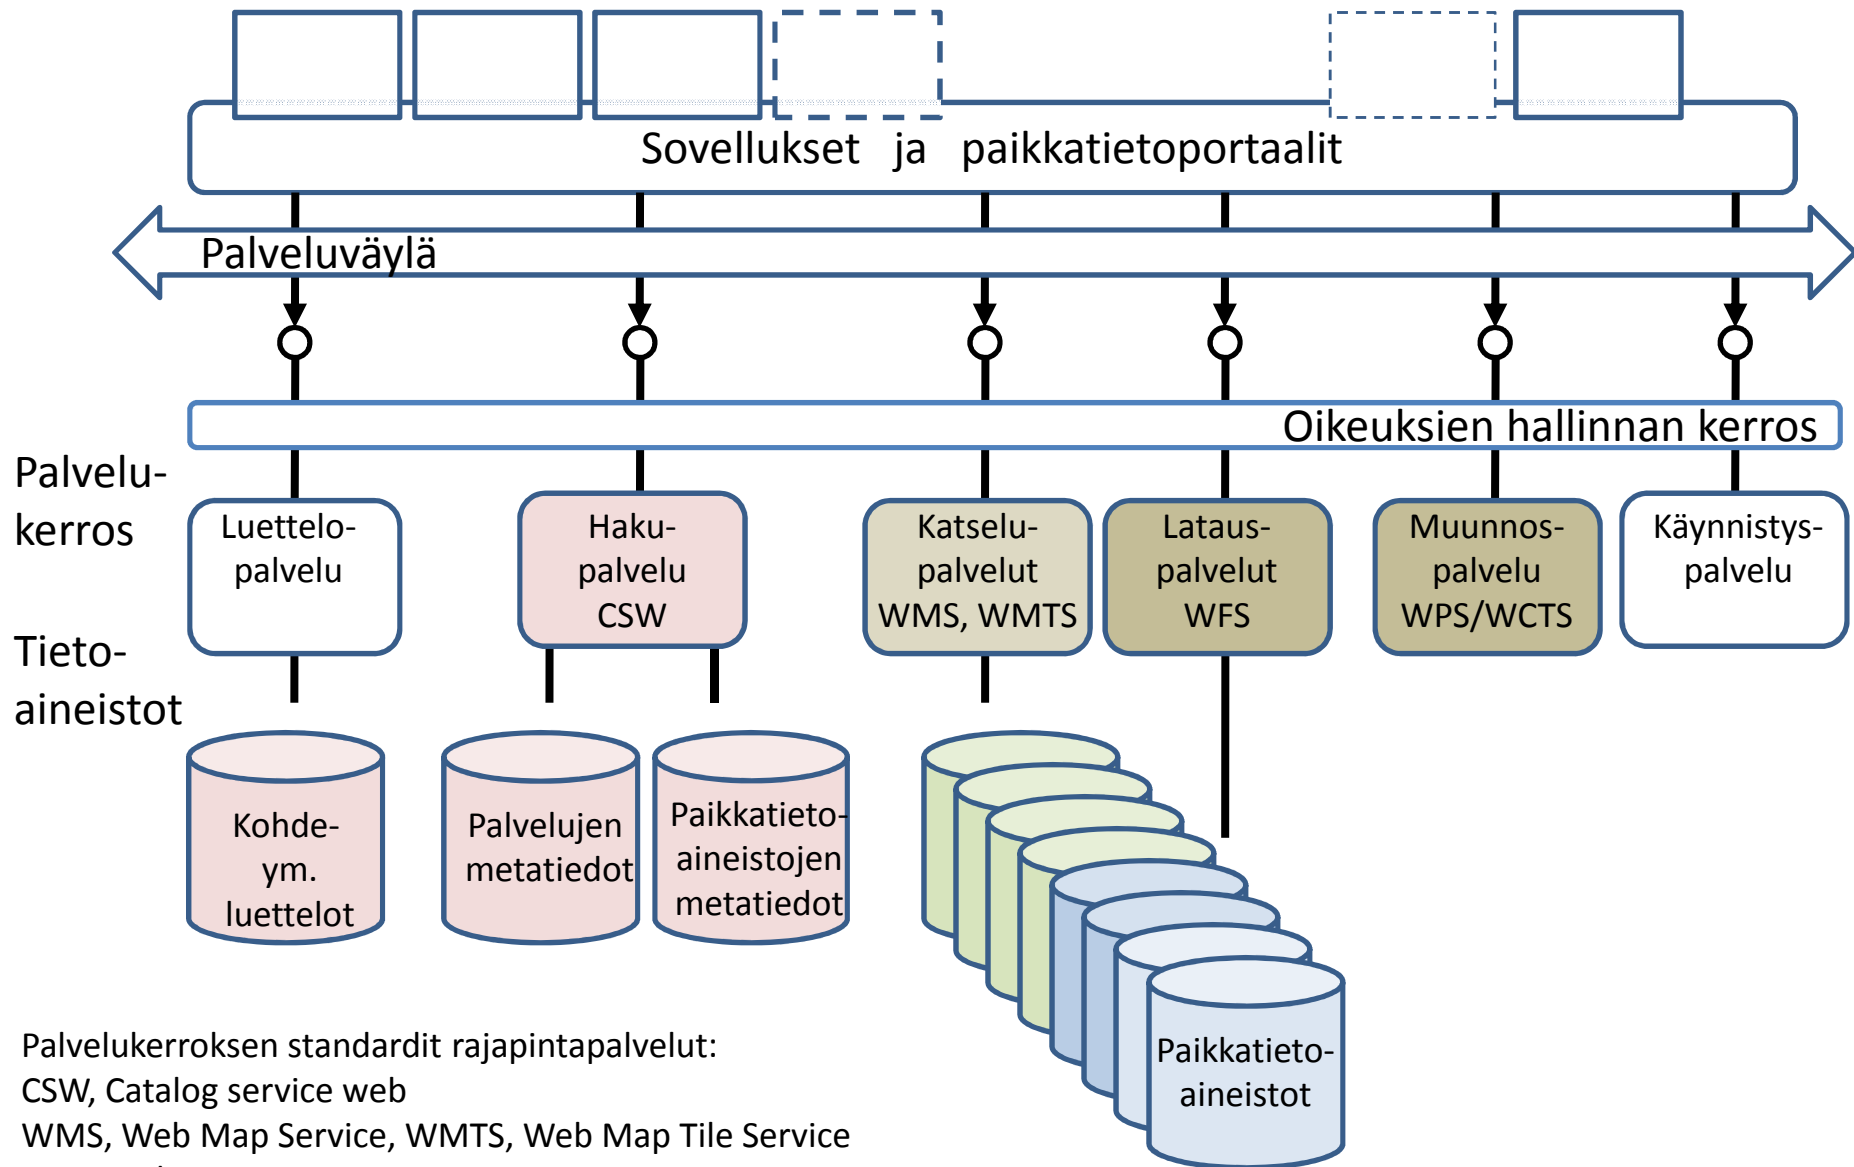 Sovellukset ja paikkatietoportaalit
Palveluväylä
Oikeuksien hallinnan kerros
Palvelu-
kerros
Luettelo-
palvelu
Haku-
palvelu
CSW
Katselu-
palvelut
WMS, WMTS
Lataus-
palvelut
WFS
Muunnos-
palvelu
WPS/WCTS
Käynnistys-
palvelu
Tieto-
aineistot
Kohde-
ym.
luettelot
Palvelujen
metatiedot
Paikkatieto-
aineistojen
metatiedot
Paikkatieto-
aineistot
Palvelukerroksen standardit rajapintapalvelut:
CSW, Catalog service web
WMS, Web Map Service, WMTS, Web Map Tile Service